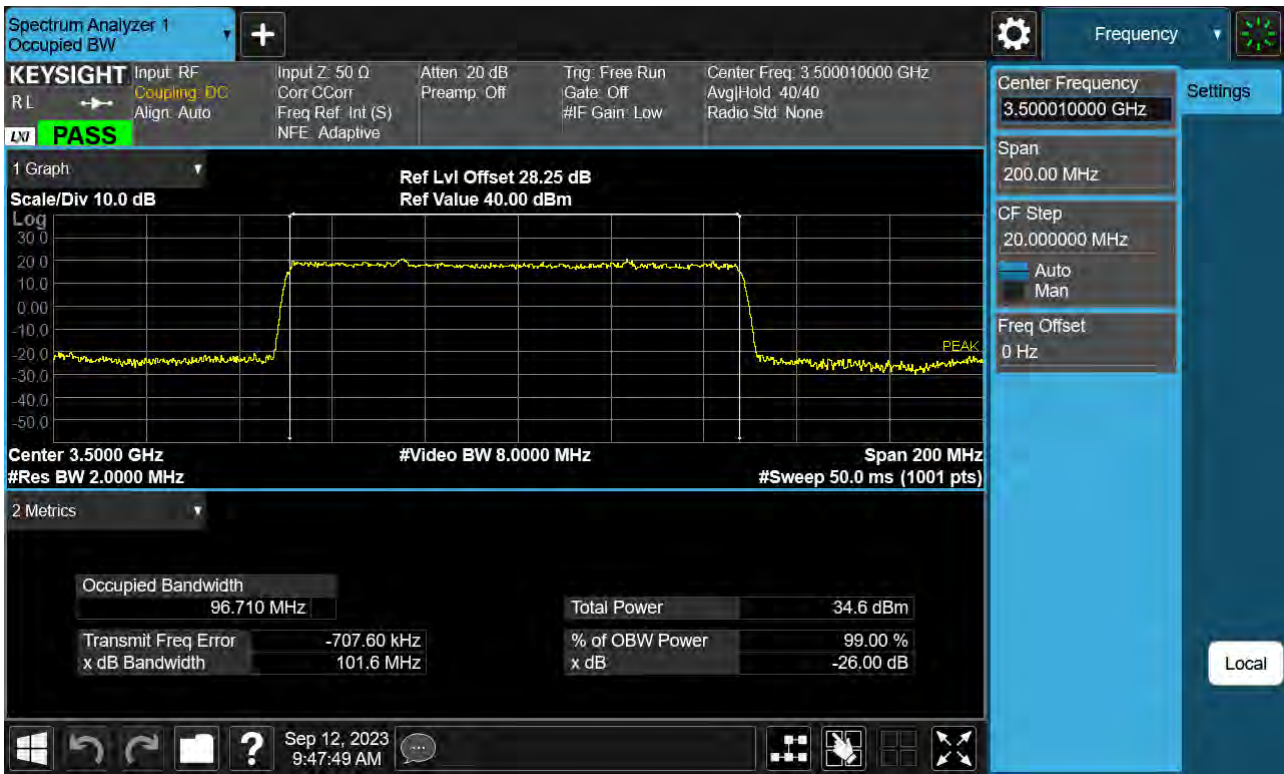 Spectrum Analyzer 1
Occupied BW
Frequency
KEYSIGHT
R L
LXI
PASS
Input: RF
Coupling: DC
Align: Auto
Input Z: 50 Ω
Corr CCorr
Freq Ref: Int (S)
NFE: Adaptive
Atten: 20 dB
Preamp: Off
Trig: Free Run
Gate: Off
#IF Gain: Low
Center Freq: 3.500010000 GHz
Avg|Hold: 40/40
Radio Std: None
Center Frequency
3.500010000 GHz
Settings
Span
200.00 MHz
CF Step
20.000000 MHz
Auto
Man
Freq Offset
0 Hz
1 Graph
Scale/Div 10.0 dB
Ref Lvl Offset 28.25 dB
Ref Value 40.00 dBm
Log
30.0
20.0
10.0
0.00
-10.0
-20.0
-30.0
-40.0
-50.0
PEAK
Center 3.5000 GHz
#Video BW 8.0000 MHz
Span 200 MHz
#Res BW 2.0000 MHz
#Sweep 50.0 ms (1001 pts)
2 Metrics
Occupied Bandwidth
96.710 MHz
Total Power 34.6 dBm
Transmit Freq Error -707.60 kHz
% of OBW Power 99.00 %
x dB Bandwidth 101.6 MHz
x dB -26.00 dB
Local
?
Sep 12, 2023
9:47:49 AM